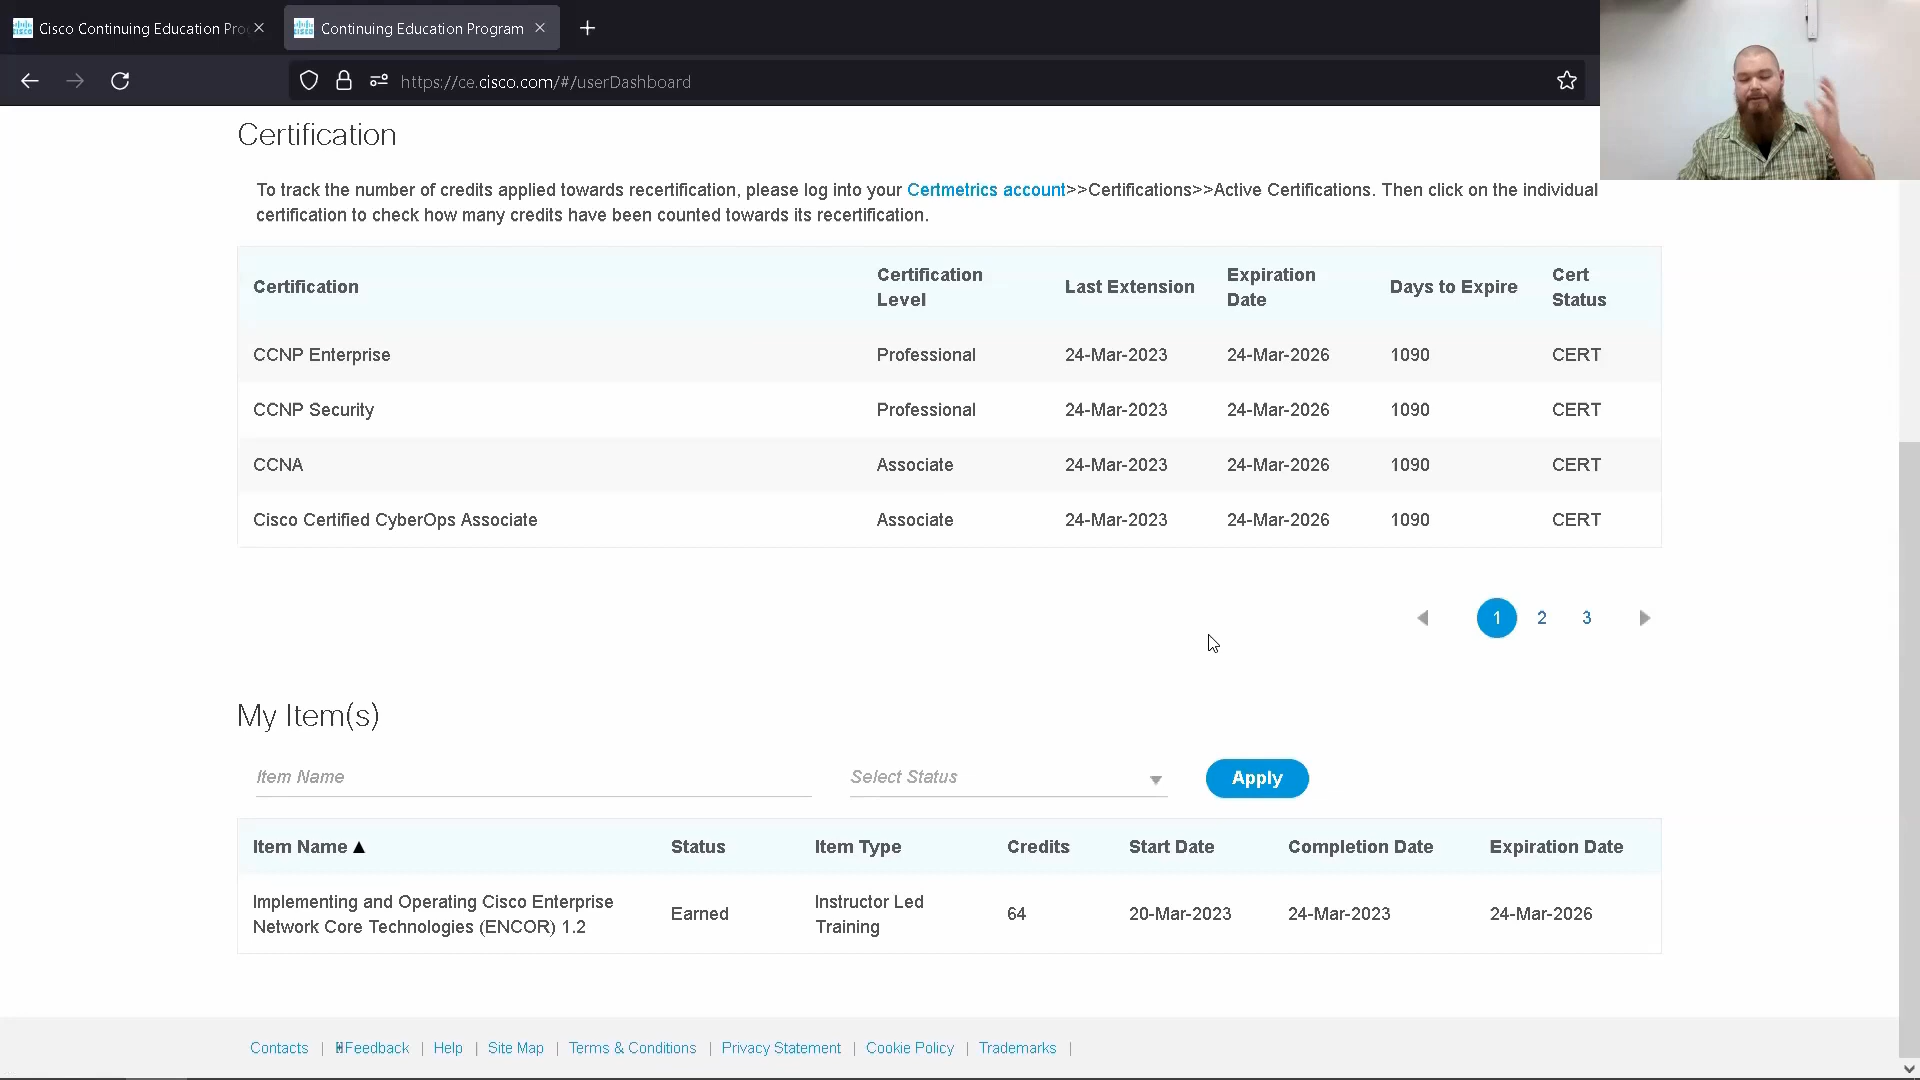 Cisco Continuing Education Prog
Continuing Education Program
https://ce.cisco.com/#/userDashboard
Certification
To track the number of credits applied towards recertification, please log into your Certmetrics account>>Certifications>>Active Certifications. Then click on the individual
certification to check how many credits have been counted towards its recertification.
Certification Certification Level Last Extension Expiration Date Days to Expire Cert Status
CCNP Enterprise Professional 24-Mar-2023 24-Mar-2026 1090 CERT
CCNP Security Professional 24-Mar-2023 24-Mar-2026 1090 CERT
CCNA Associate 24-Mar-2023 24-Mar-2026 1090 CERT
Cisco Certified CyberOps Associate Associate 24-Mar-2023 24-Mar-2026 1090 CERT
1 2 3
My Item(s)
Item Name Select Status Apply
Item Name ▲ Status Item Type Credits Start Date Completion Date Expiration Date
Implementing and Operating Cisco Enterprise
Network Core Technologies (ENCOR) 1.2 Earned Instructor Led Training 64 20-Mar-2023 24-Mar-2023 24-Mar-2026
Contacts | Feedback | Help | Site Map | Terms & Conditions | Privacy Statement | Cookie Policy | Trademarks |